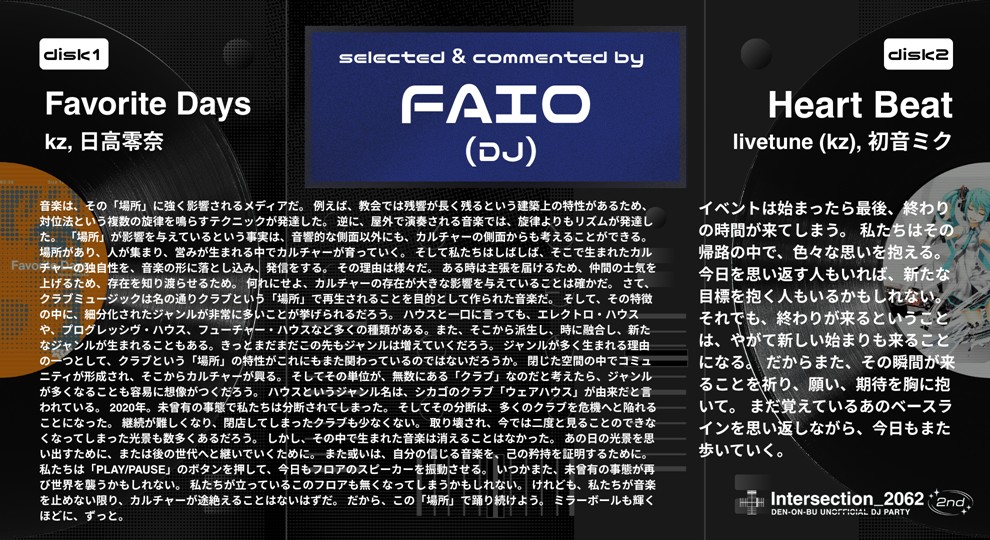 disk1
Favorite Days
kz, 日高零奈
selected & commented by
FAIO
(DJ)
disk2
Heart Beat
livetune (kz), 初音ミク
音楽は、その「場所」に強く影響されるメディアだ。 例えば、教会では残響が長く残るという建築上の特性があるため、
対位法という複数の旋律を鳴らすテクニックが発達した。 逆に、屋外で演奏される音楽では、旋律よりもリズムが発達し
た。 「場所」が影響を与えているという事実は、音響的な側面以外にも、カルチャーの側面からも考えることができる。
場所があり、人が集まり、営みが生まれる中でカルチャーが育っていく。 そして私たちはしばしば、そこで生まれたカル
チャーの独自性を、音楽の形に落とし込み、発信をする。 その理由は様々だ。 ある時は主張を届けるため、仲間の士気を
上げるため、存在を知り渡らせるため。 何れにせよ、カルチャーの存在が大きな影響を与えていることは確かだ。 さて、
クラブミュージックは名の通りクラブという「場所」で再生されることを目的として作られた音楽だ。 そして、その特徴
の中に、細分化されたジャンルが非常に多いことが挙げられるだろう。 ハウスと一口に言っても、エレクトロ・ハウス
や、プログレッシヴ・ハウス、フューチャー・ハウスなど多くの種類がある。また、そこから派生し、時に融合し、新た
なジャンルが生まれることもある。きっとまだまだこの先もジャンルは増えていくだろう。 ジャンルが多く生まれる理由
の一つとして、クラブという「場所」の特性がこれにもまた関わっているのではないだろうか。 閉じた空間の中でコミュ
ニティが形成され、そこからカルチャーが興る。 そしてその単位が、無数にある「クラブ」なのだと考えたら、ジャンル
が多くなることも容易に想像がつくだろう。 ハウスというジャンル名は、シカゴのクラブ「ウェアハウス」が由来だと言
われている。 2020年。未曾有の事態で私たちは分断されてしまった。 そしてその分断は、多くのクラブを危機へと陥れる
ことになった。 継続が難しくなり、閉店してしまったクラブも少なくない。 取り壊され、今では二度と見ることのできな
くなってしまった光景も数多くあるだろう。 しかし、その中で生まれた音楽は消えることはなかった。 あの日の光景を思
い出すために、または後の世代へと継いでいくために。 また或いは、自分の信じる音楽を、己の矜持を証明するために。
私たちは「PLAY/PAUSE」のボタンを押して、今日もフロアのスピーカーを振動させる。 いつかまた、未曾有の事態が再
び世界を襲うかもしれない。 私たちが立っているこのフロアも無くなってしまうかもしれない。 けれども、私たちが音楽
を止めない限り、カルチャーが途絶えることはないはずだ。 だから、この「場所」で踊り続けよう。 ミラーボールも輝く
ほどに、ずっと。
イベントは始まったら最後、終わり
の時間が来てしまう。 私たちはその
帰路の中で、色々な思いを抱える。
今日を思い返す人もいれば、新たな
目標を抱く人もいるかもしれない。
それでも、終わりが来るということ
は、やがて新しい始まりも来ること
になる。 だからまた、その瞬間が来
ることを祈り、願い、期待を胸に抱
いて。 まだ覚えているあのベースラ
インを思い返しながら、今日もまた
歩いていく。
Intersection_2062 2nd
DEN-ON-BU UNOFFICIAL DJ PARTY